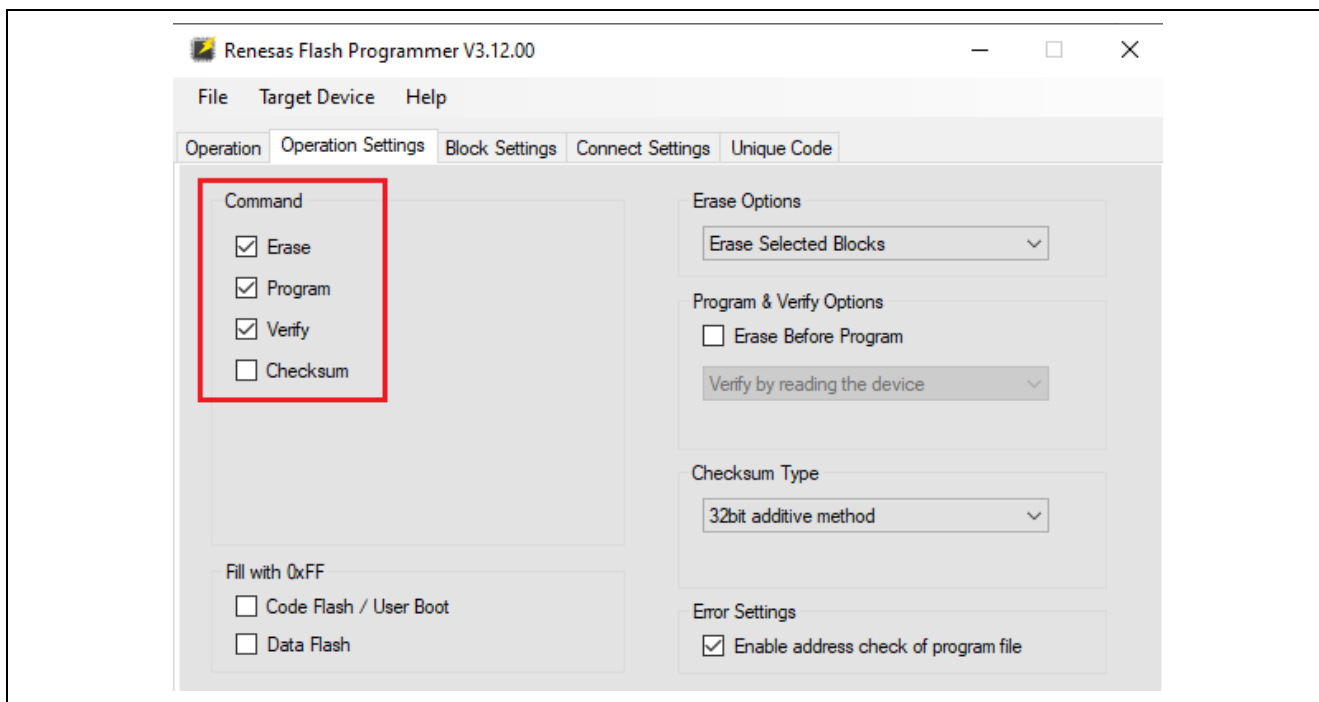 Renesas Flash Programmer V3.12.00
File Target Device Help
Operation Operation Settings Block Settings Connect Settings Unique Code
Command
Erase
Program
Verify
Checksum
Fill with 0xFF
Code Flash / User Boot
Data Flash
Erase Options
Erase Selected Blocks
Program & Verify Options
Erase Before Program
Verify by reading the device
Checksum Type
32bit additive method
Error Settings
Enable address check of program file